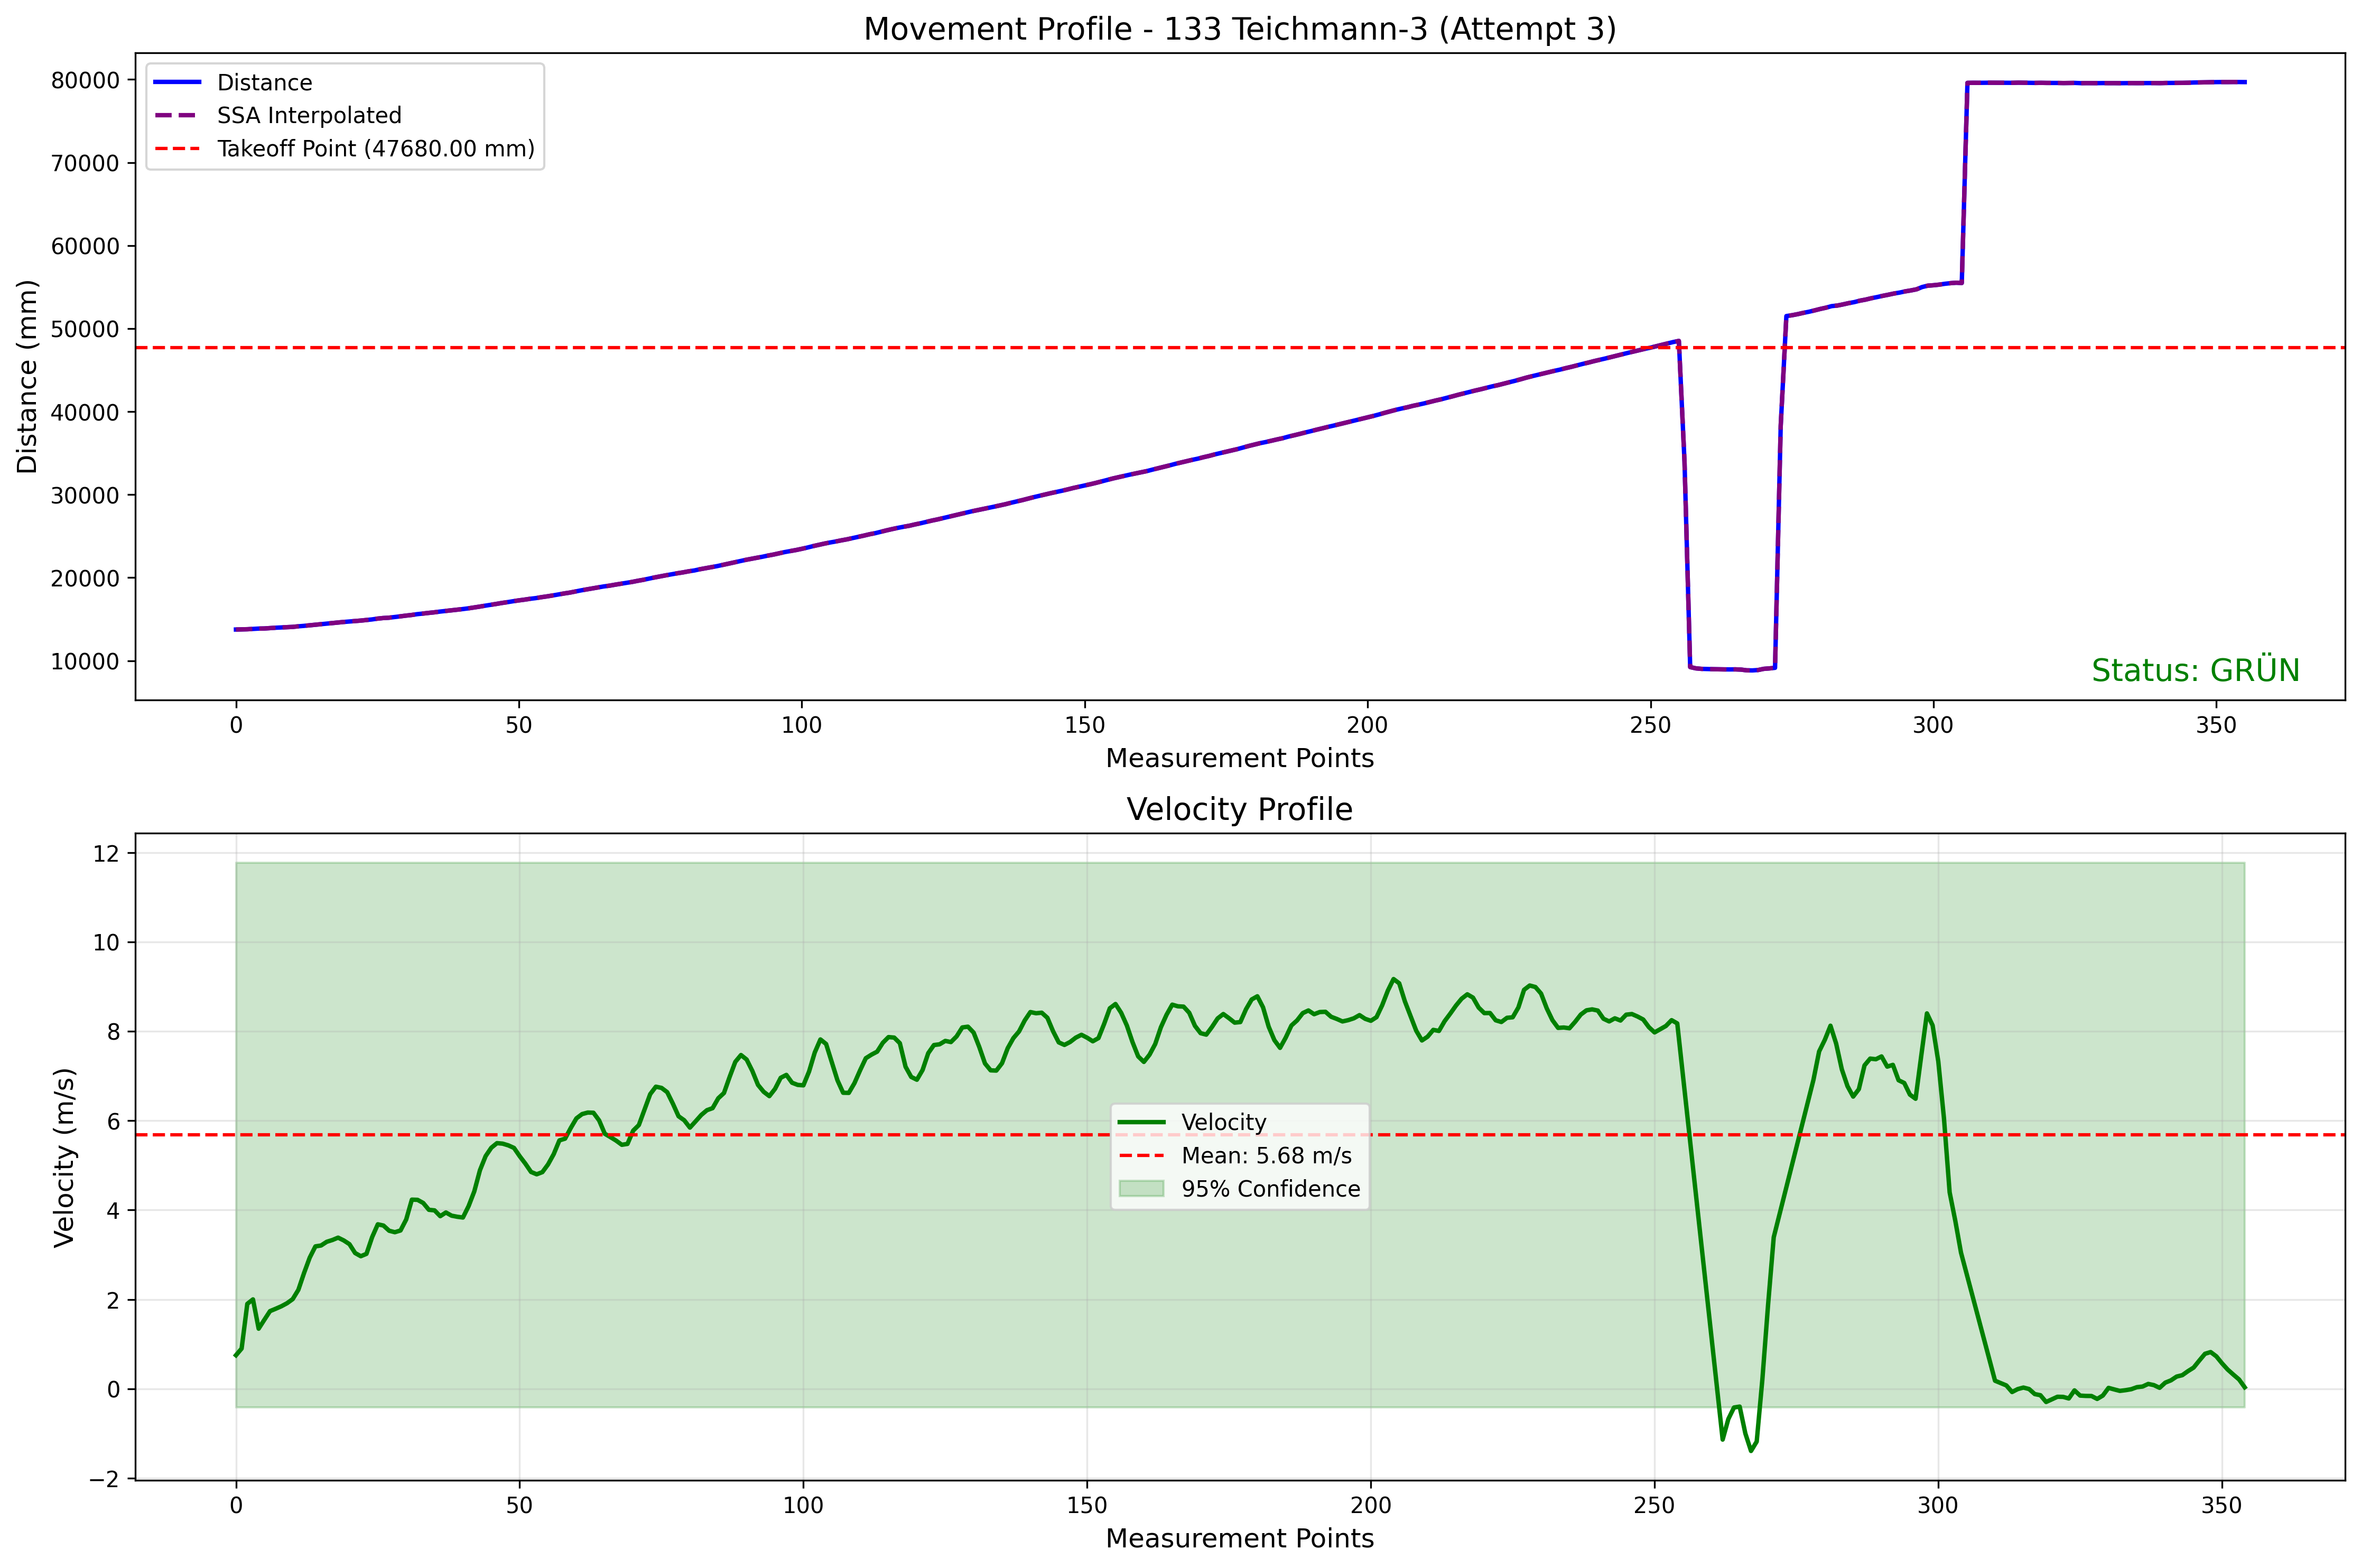 Movement Profile - 133 Teichmann-3 (Attempt 3)
Distance
SSA Interpolated
Takeoff Point (47680.00 mm)
80000
70000
60000
50000
40000
30000
20000
10000
Distance (mm)
Status: GRÜN
0 50 100 150 200 250 300 350
Measurement Points
Velocity Profile
12
10
8
6
4
2
0
−2
Velocity (m/s)
Velocity
Mean: 5.68 m/s
95% Confidence
0 50 100 150 200 250 300 350
Measurement Points